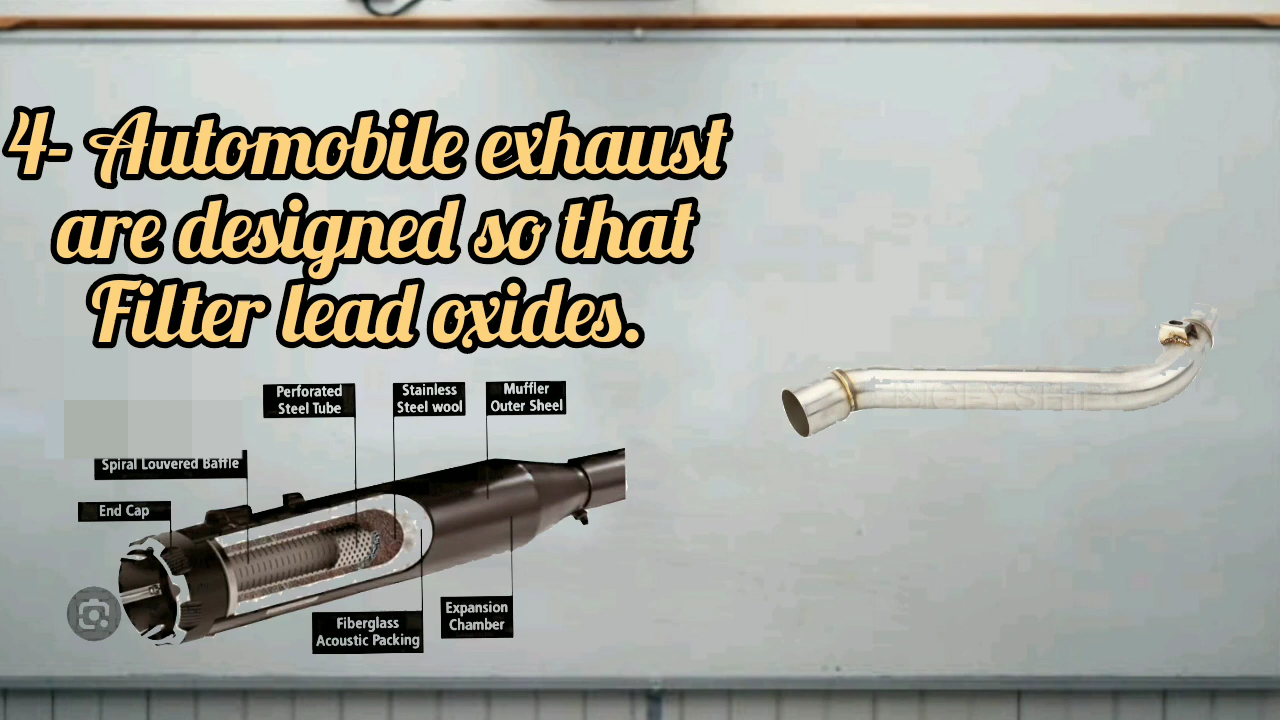 4- Automobile exhaust
are designed so that
Filter lead oxides.
Perforated
Steel Tube
Stainless
Steel wool
Muffler
Outer Sheel
Spiral Louvered Baffle
End Cap
Fiberglass
Acoustic Packing
Expansion
Chamber